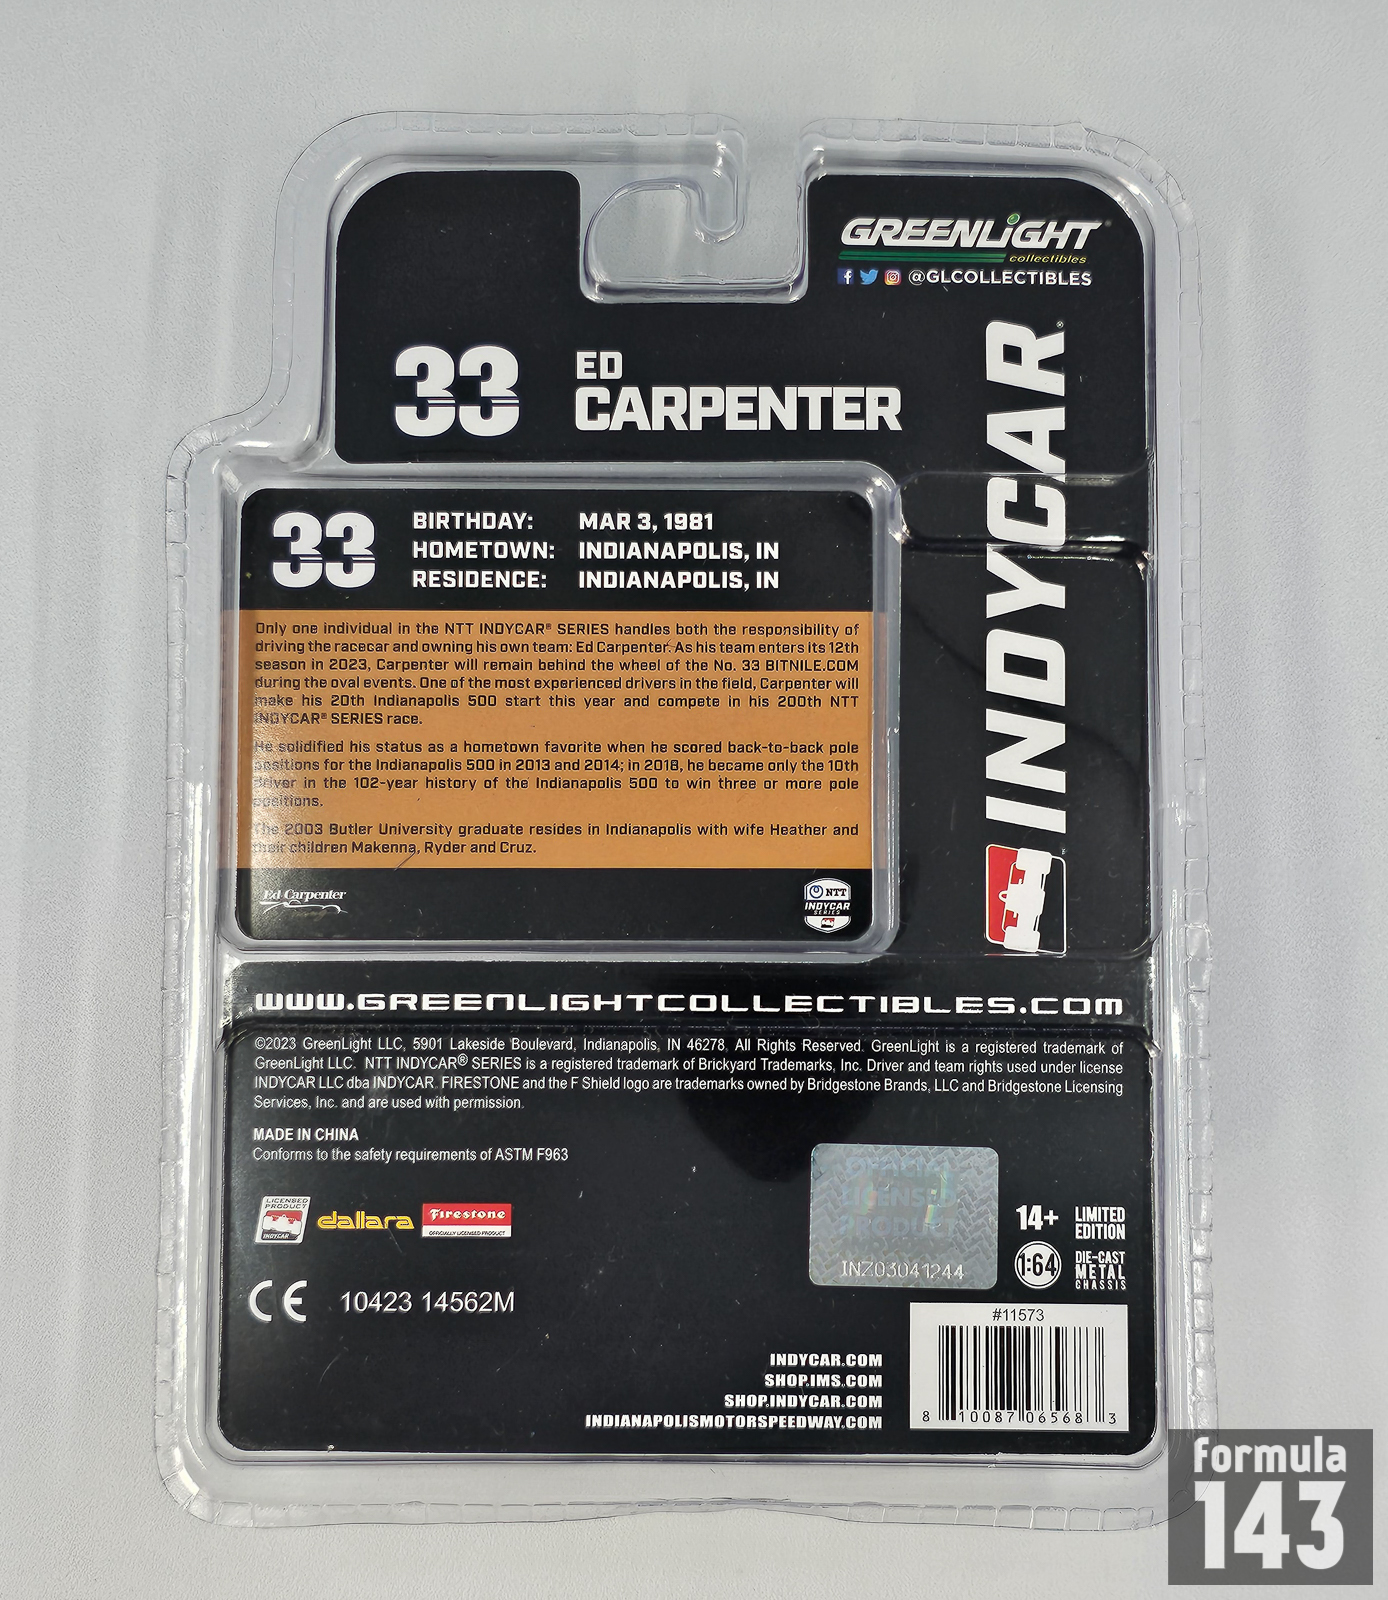 GREENLiGHT
collectibles
@GLCOLLECTIBLES
33
ED
CARPENTER
INDYCAR
33
BIRTHDAY: MAR 3, 1981
HOMETOWN: INDIANAPOLIS, IN
RESIDENCE: INDIANAPOLIS, IN
Only one individual in the NTT INDYCAR® SERIES handles both the responsibility of
driving the racecar and owning his own team: Ed Carpenter. As his team enters its 12th
season in 2023, Carpenter will remain behind the wheel of the No. 33 BITNILE.COM
during the oval events. One of the most experienced drivers in the field, Carpenter will
make his 20th Indianapolis 500 start this year and compete in his 200th NTT
INDYCAR® SERIES race.
He solidified his status as a hometown favorite when he scored back-to-back pole
positions for the Indianapolis 500 in 2013 and 2014; in 2018, he became only the 10th
driver in the 102-year history of the Indianapolis 500 to win three or more pole
positions.
The 2003 Butler University graduate resides in Indianapolis with wife Heather and
their children Makenna, Ryder and Cruz.
Ed Carpenter
NTT
INDYCAR
SERIES
WWW.GREENLIGHTCOLLECTIBLES.COM
©2023 GreenLight LLC, 5901 Lakeside Boulevard, Indianapolis, IN 46278. All Rights Reserved. GreenLight is a registered trademark of
GreenLight LLC. NTT INDYCAR® SERIES is a registered trademark of Brickyard Trademarks, Inc. Driver and team rights used under license
INDYCAR LLC dba INDYCAR. FIRESTONE and the F Shield logo are trademarks owned by Bridgestone Brands, LLC and Bridgestone Licensing
Services, Inc. and are used with permission.
MADE IN CHINA
Conforms to the safety requirements of ASTM F963
LICENSED
PRODUCT
INDYCAR
dallara
Firestone
OFFICIALLY LICENSED PRODUCT
OFFICIAL
LICENSED
PRODUCT
INZ03041244
14+ LIMITED
EDITION
1:64 DIE-CAST
METAL
CHASSIS
CE 10423 14562M
#11573
8 10087 06568 3
INDYCAR.COM
SHOP.IMS.COM
SHOP.INDYCAR.COM
INDIANAPOLISMOTORSPEEDWAY.COM
formula
143